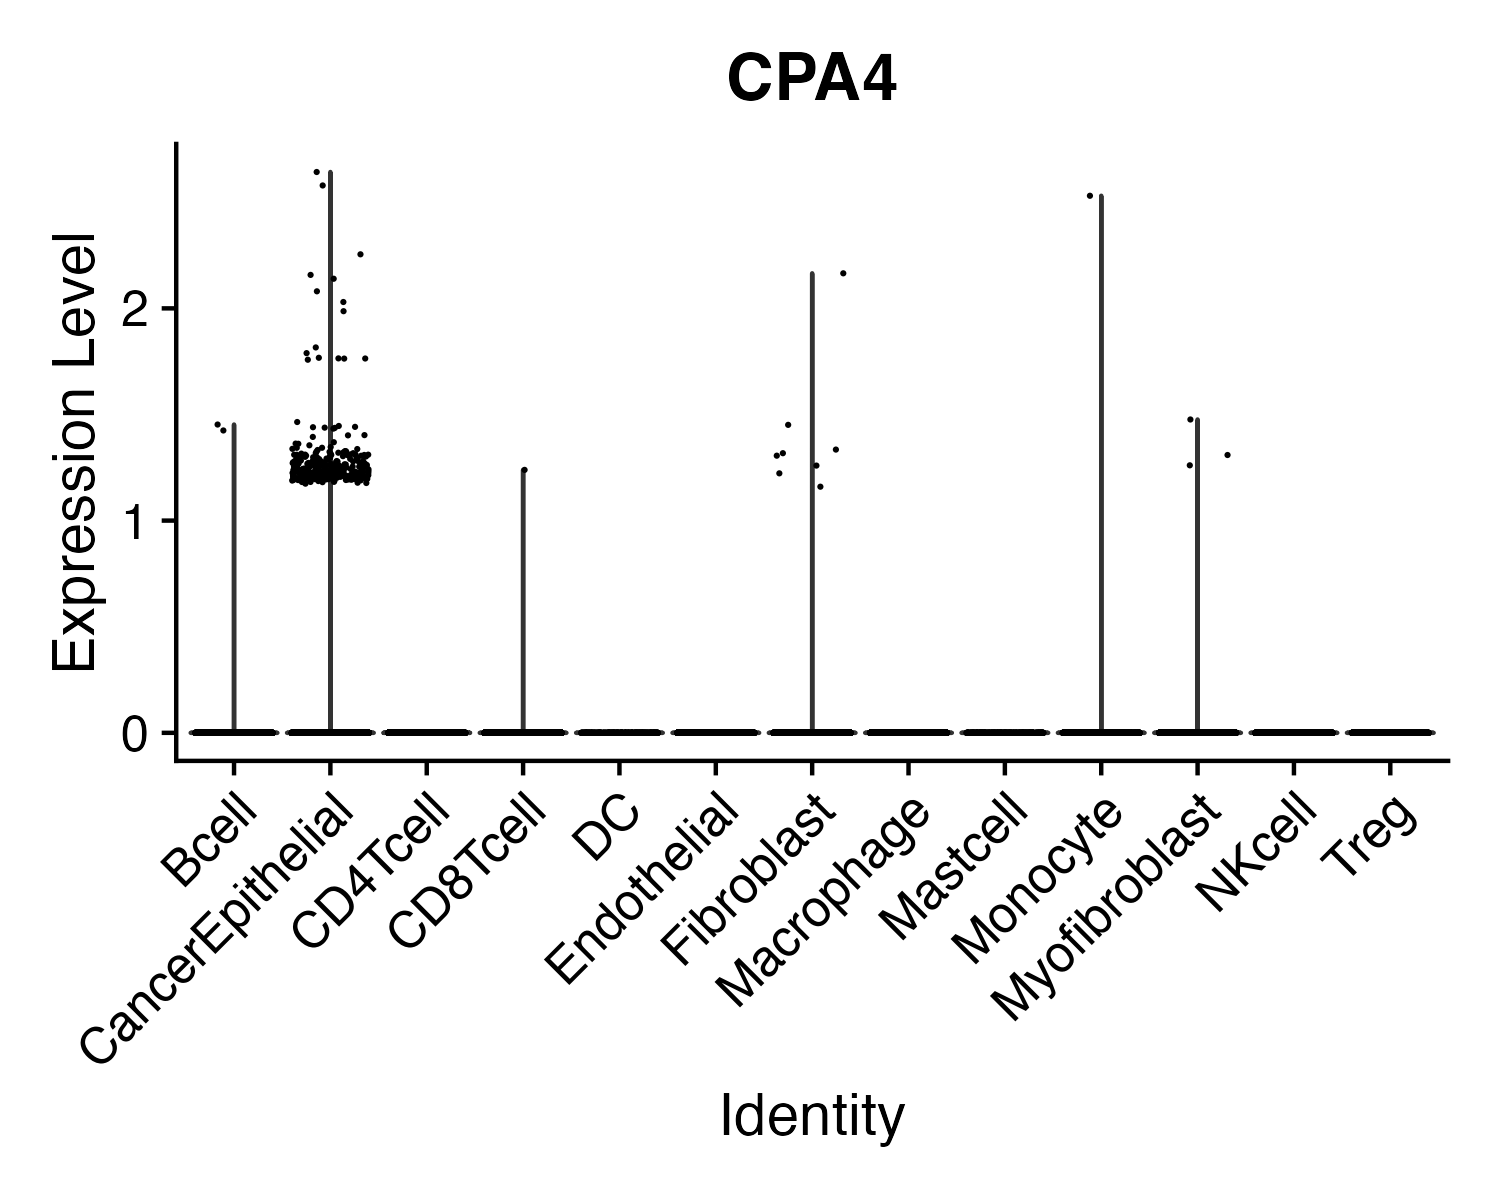 CPA4
Expression Level
2
1
0
Bcell
CancerEpithelial
CD4Tcell
CD8Tcell
DC
Endothelial
Fibroblast
Macrophage
Mastcell
Monocyte
Myofibroblast
NKcell
Treg
Identity